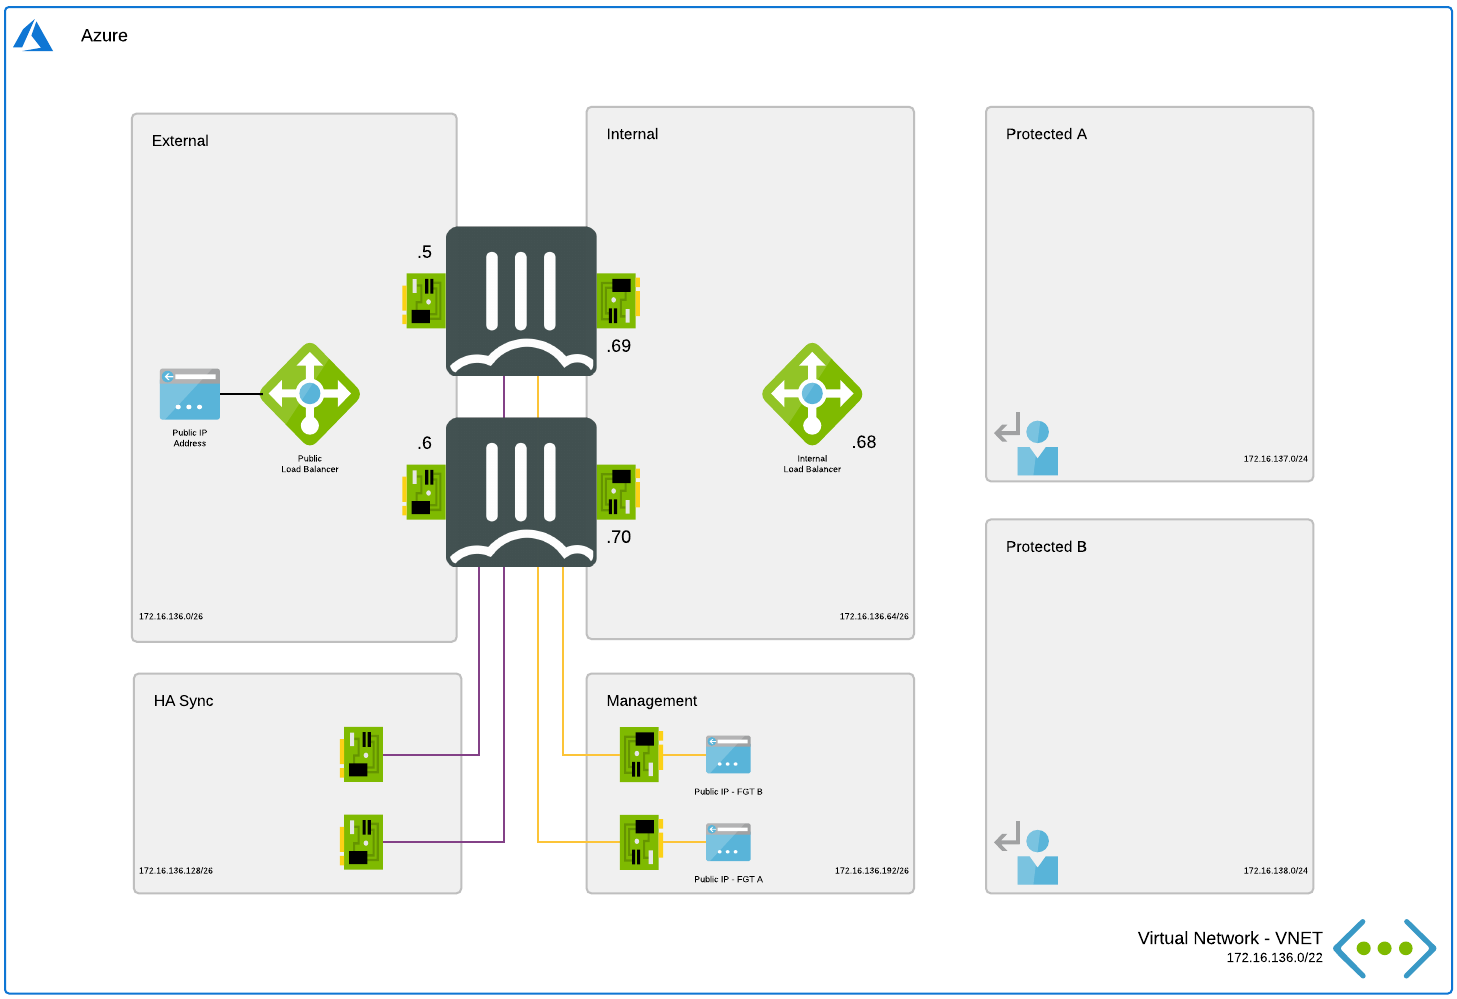 Azure
External
.5
.6
Public IP
Address
Public
Load Balancer
172.16.136.0/26
Internal
.69
.70
.68
Internal
Load Balancer
172.16.136.64/26
Protected A
172.16.137.0/24
Protected B
172.16.138.0/24
HA Sync
172.16.136.128/26
Management
Public IP - FGT B
Public IP - FGT A
172.16.136.192/26
Virtual Network - VNET
172.16.136.0/22